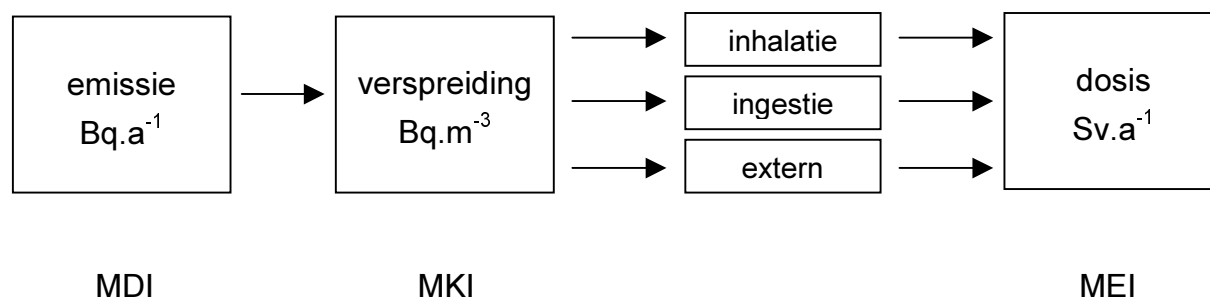 emissie
Bq.a⁻¹
verspreiding
Bq.m⁻³
inhalatie
ingestie
extern
dosis
Sv.a⁻¹
MDI
MKI
MEI